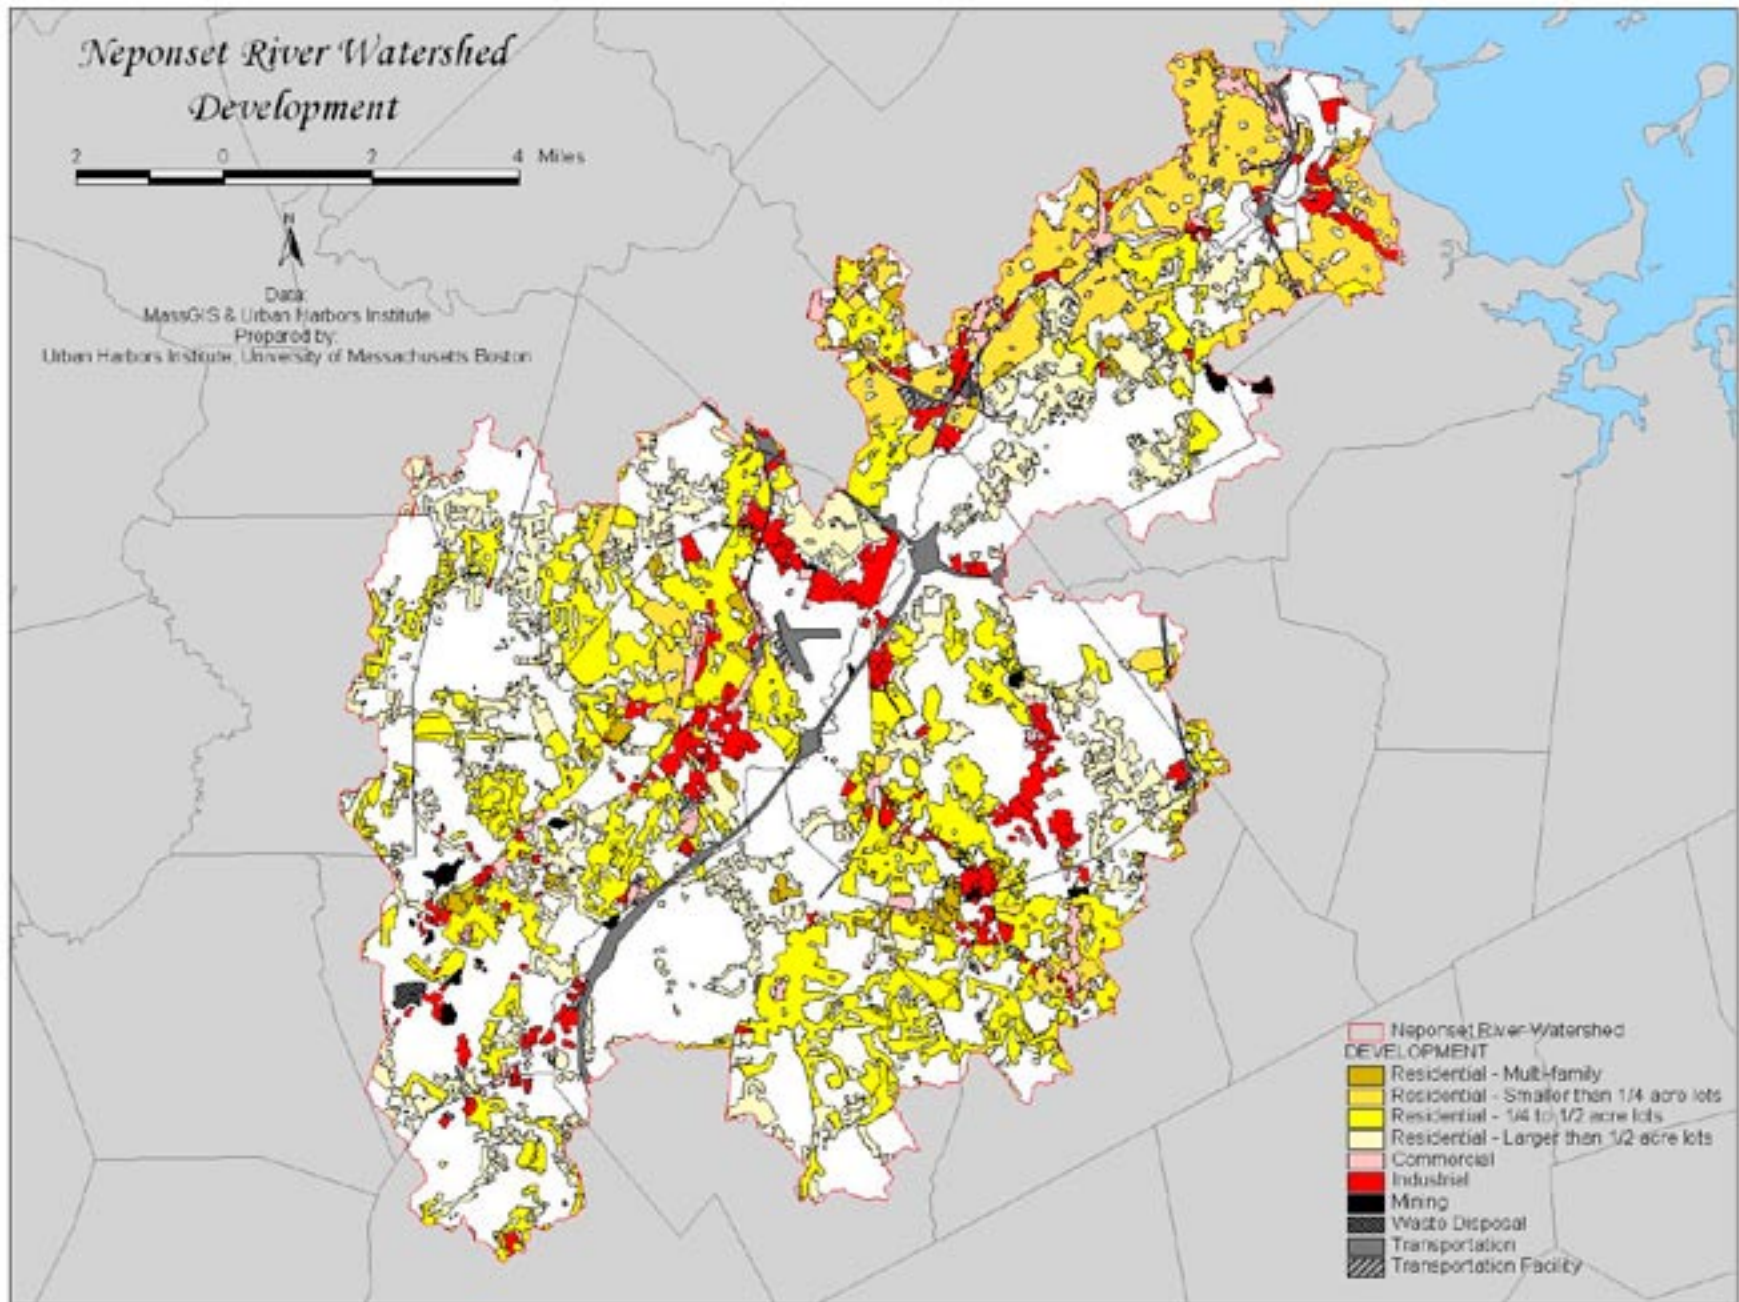 Neponset River Watershed
Development
2 0 2 4 Miles
N
Data:
MassGIS & Urban Harbors Institute
Prepared by:
Urban Harbors Institute, University of Massachusetts Boston
Neponset River Watershed
DEVELOPMENT
Residential - Multi-family
Residential - Smaller than 1/4 acre lots
Residential - 1/4 to 1/2 acre lots
Residential - Larger than 1/2 acre lots
Commercial
Industrial
Mining
Waste Disposal
Transportation
Transportation Facility